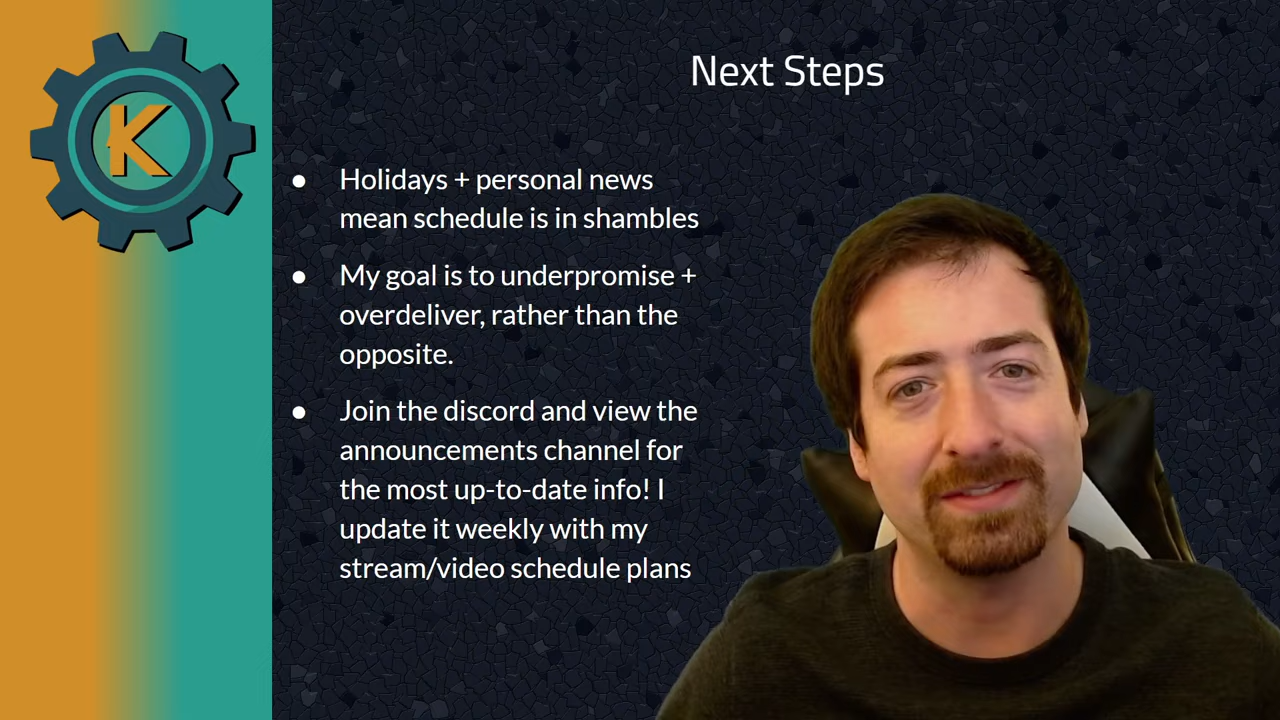 K
Next Steps
● Holidays + personal news
mean schedule is in shambles
● My goal is to underpromise +
overdeliver, rather than the
opposite.
● Join the discord and view the
announcements channel for
the most up-to-date info! I
update it weekly with my
stream/video schedule plans